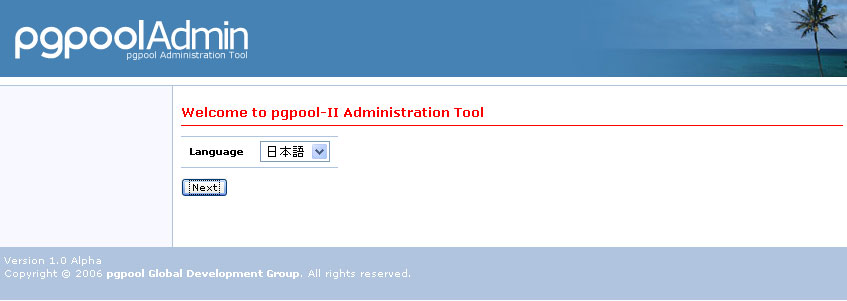 pgpoolAdmin
pgpool Administration Tool
Welcome to pgpool-II Administration Tool
Language 日本語
Next
Version 1.0 Alpha
Copyright © 2006 pgpool Global Development Group. All rights reserved.